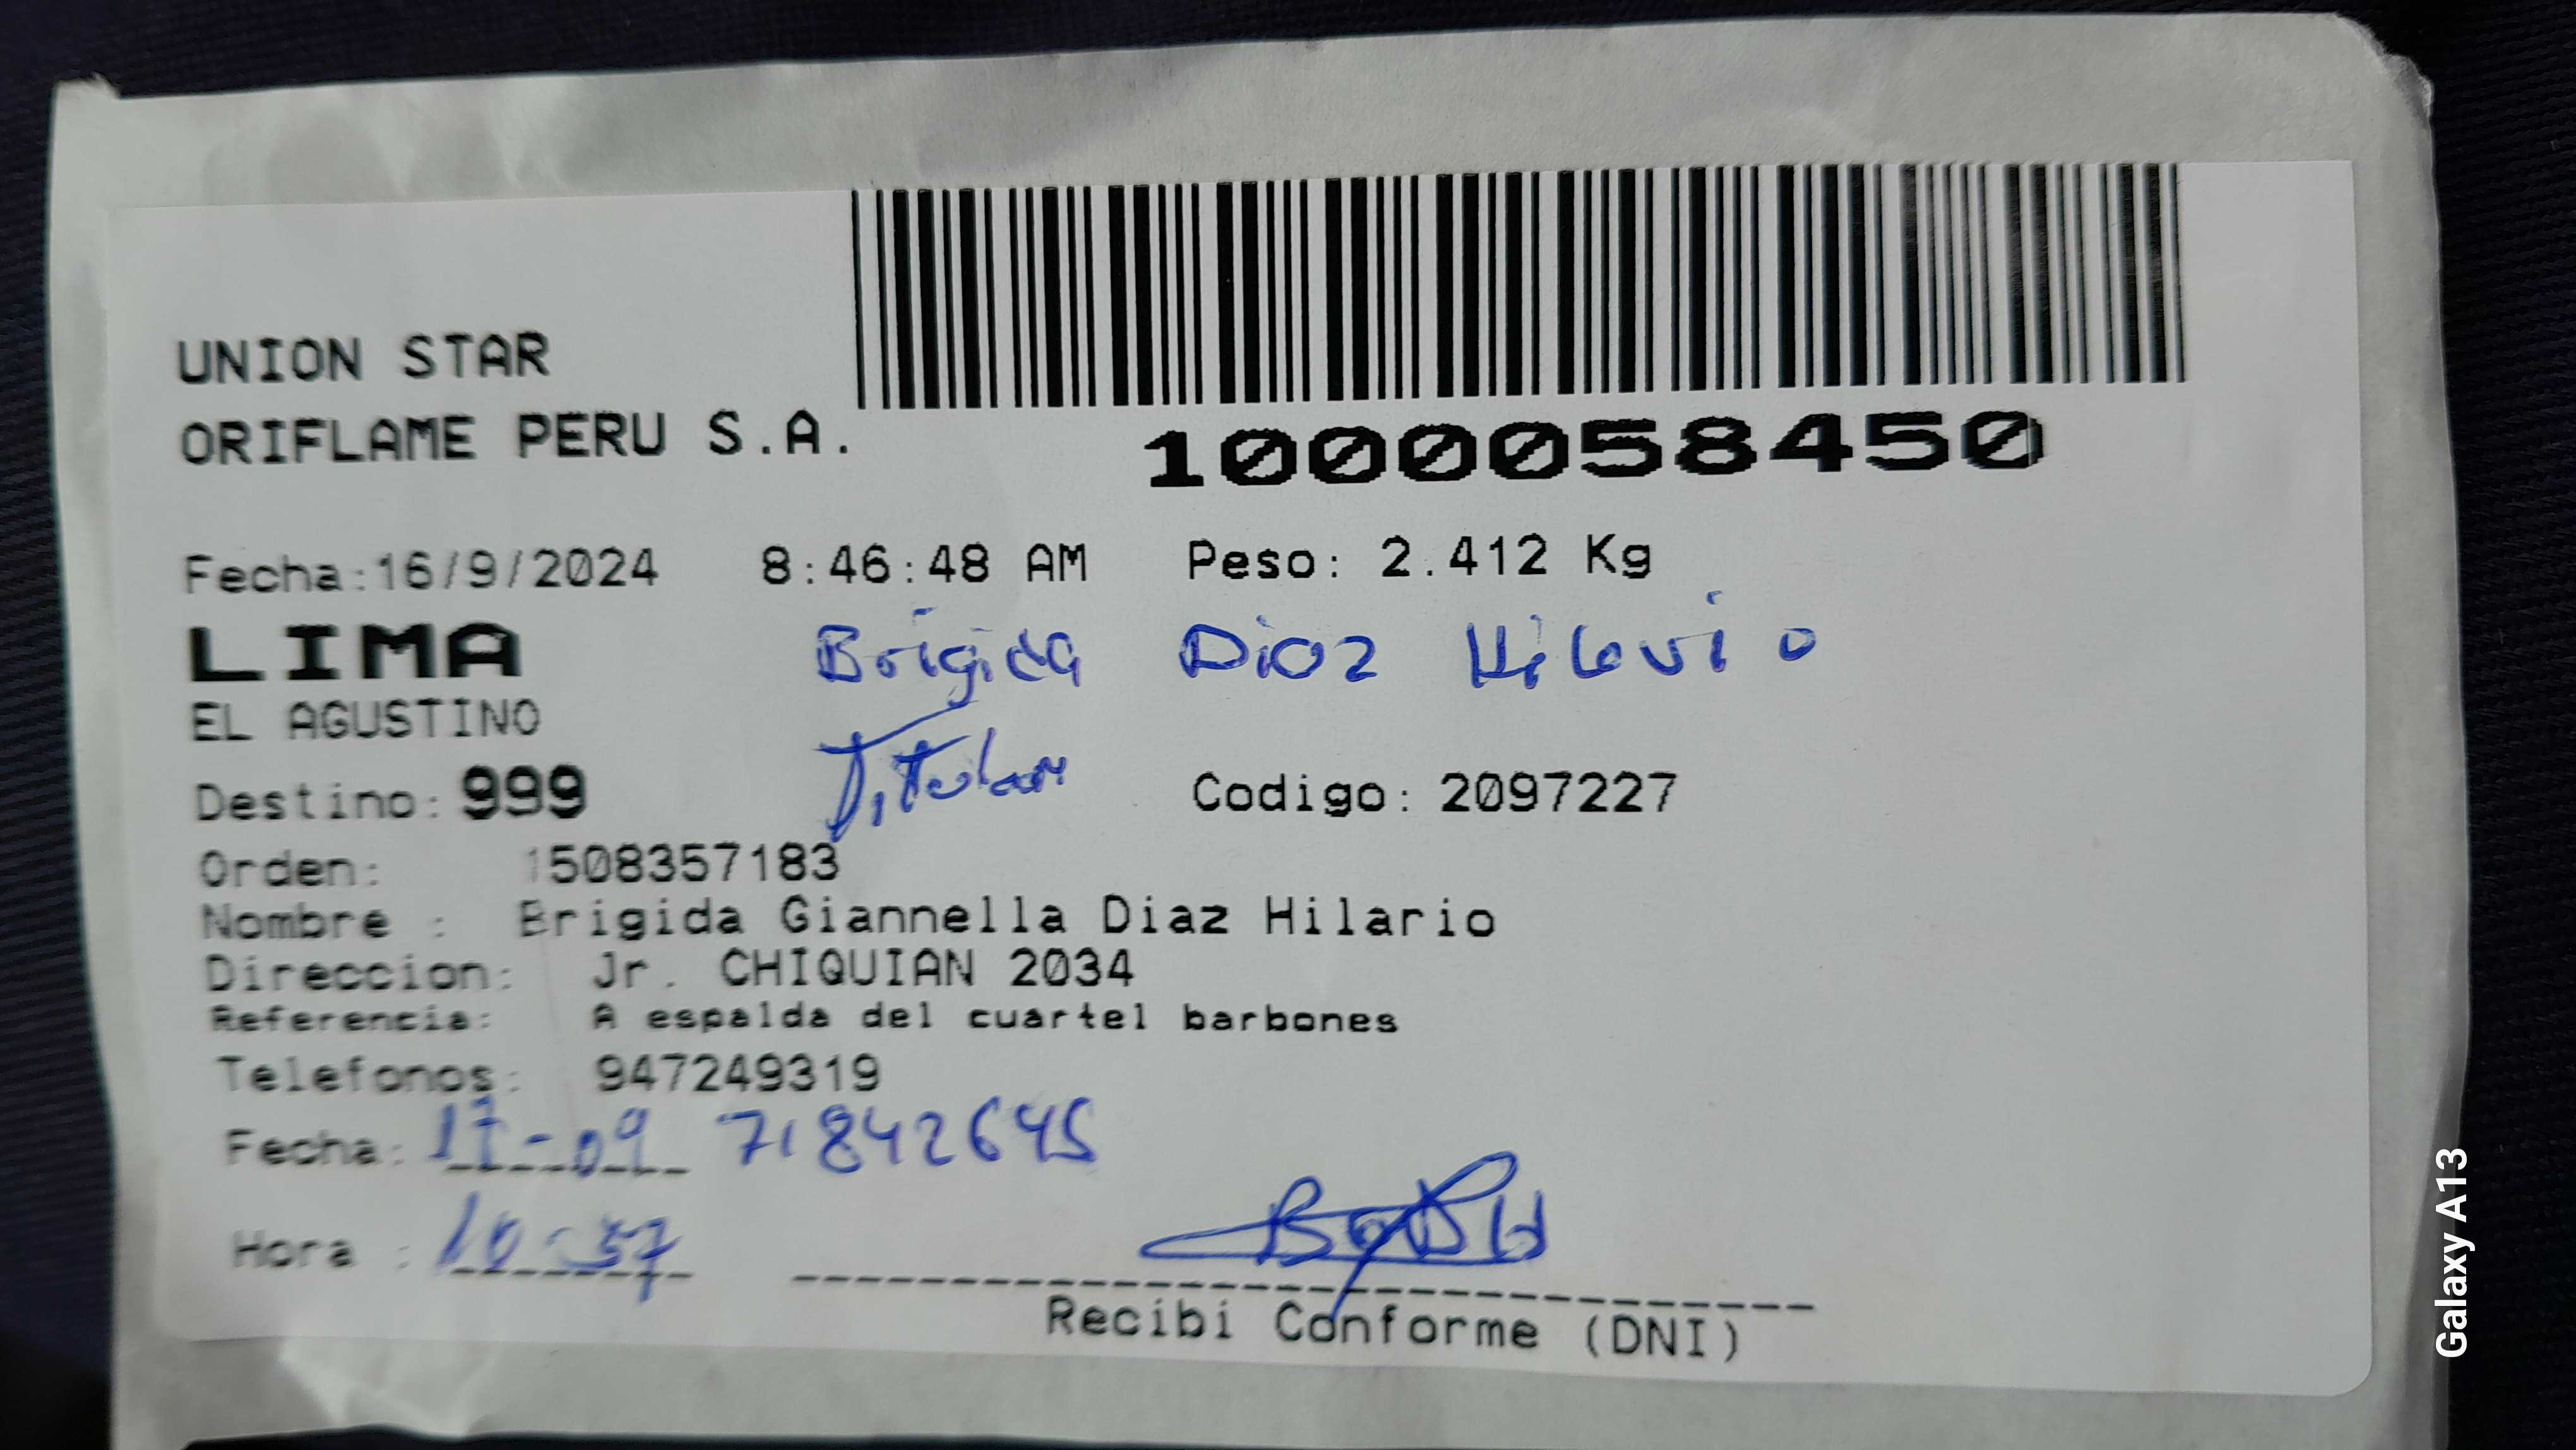 UNION STAR
ORIFLAME PERU S.A.
1000058450
Fecha:16/9/2024 8:46:48 AM Peso: 2.412 Kg
LIMA Brigida Diaz Hilario
EL AGUSTINO
Titular
Destino: 999 Codigo: 2097227
Orden: 1508357183
Nombre : Brigida Giannella Diaz Hilario
Direccion: Jr. CHIQUIAN 2034
Referencia: A espalda del cuartel barbones
Telefonos: 947249319
Fecha: 17-09 71842645
Hora : 10:37
Recibi Conforme (DNI)
Galaxy A13